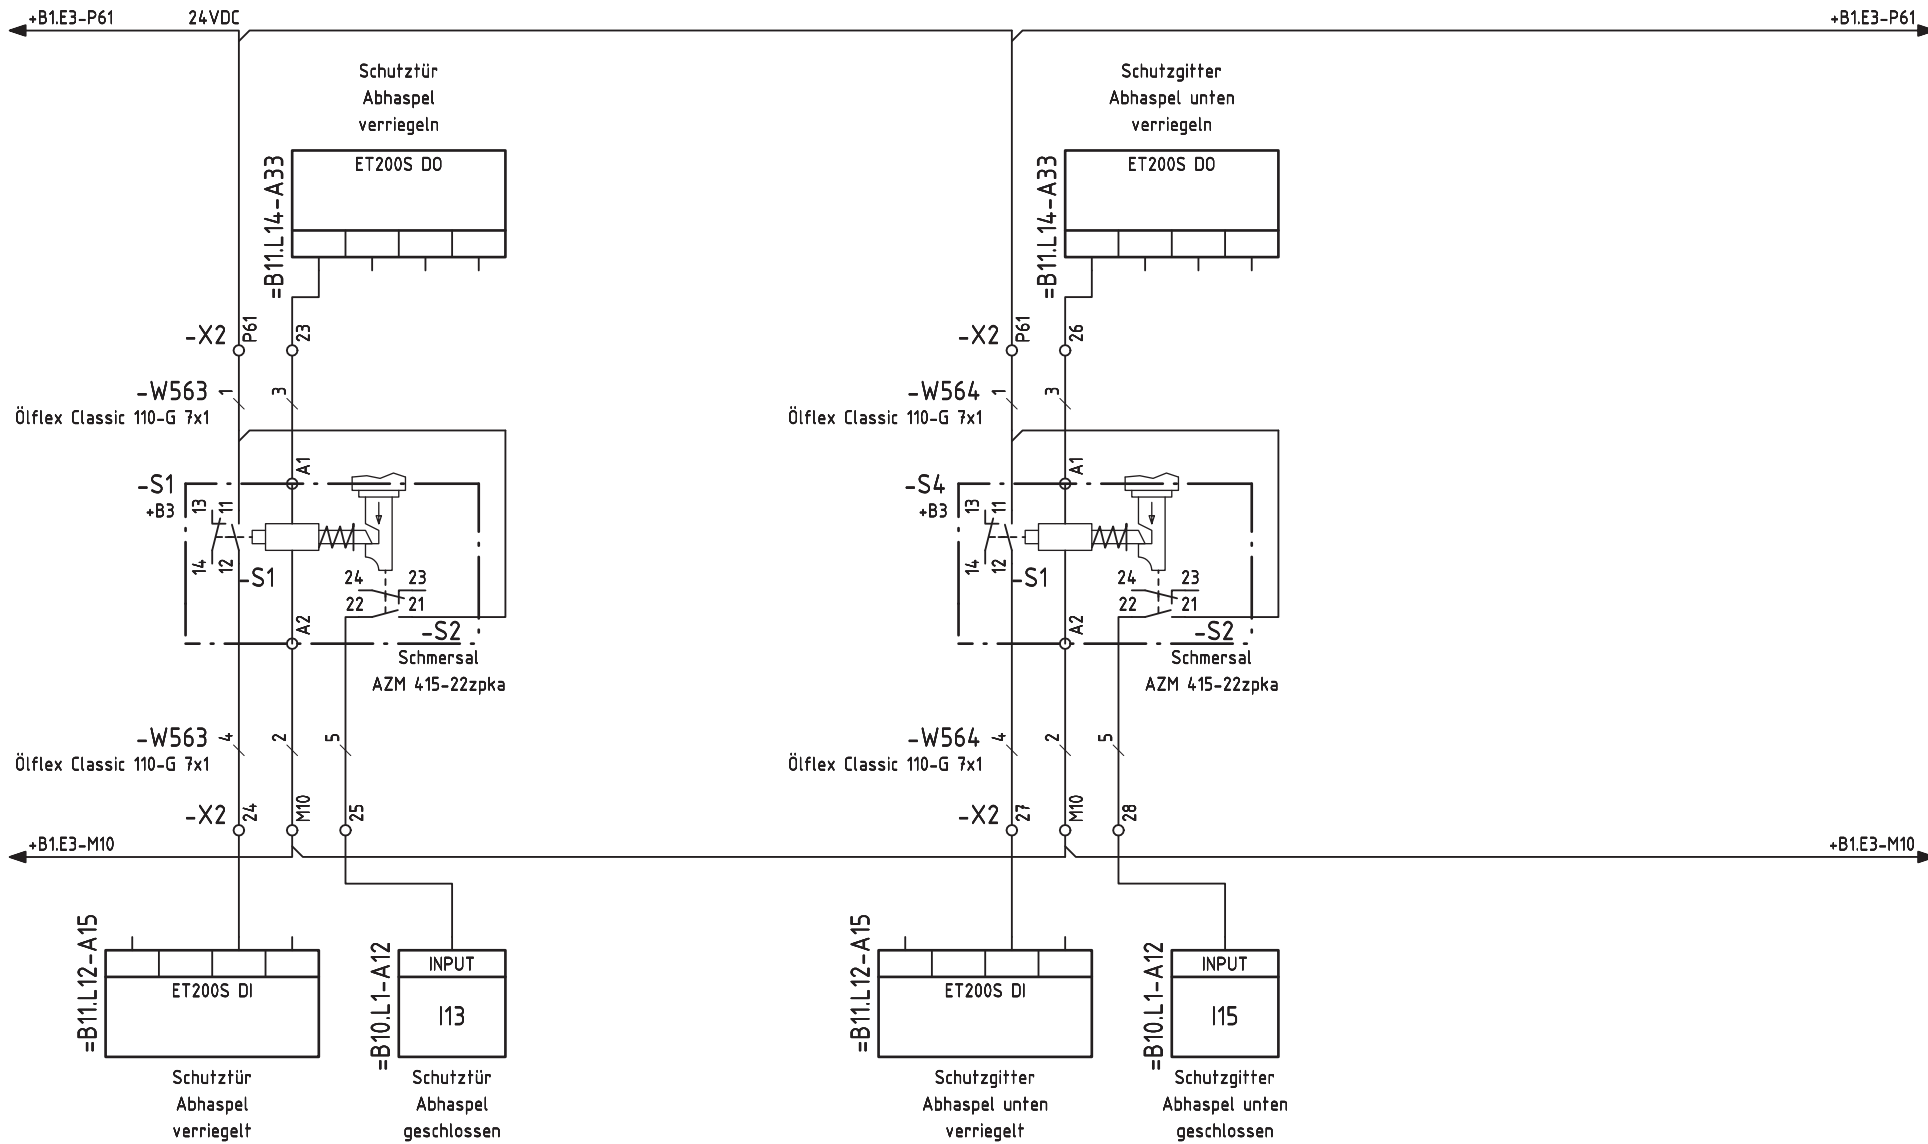 +B1.E3-P61
24VDC
+B1.E3-P61
Schutztür
Abhaspel
verriegeln
ET200S DO
=B11.L14-A33
-X2
P61
23
-W563
1
3
Ölflex Classic 110-G 7x1
-S1
+B3
A1
13
11
14
12
-S1
24
23
22
21
A2
-S2
Schmersal
AZM 415-22zpka
-W563
4
2
5
Ölflex Classic 110-G 7x1
-X2
24
M10
25
+B1.E3-M10
=B11.L12-A15
ET200S DI
Schutztür
Abhaspel
verriegelt
=B10.L1-A12
INPUT
I13
Schutztür
Abhaspel
geschlossen
Schutzgitter
Abhaspel unten
verriegeln
ET200S DO
=B11.L14-A33
-X2
P61
26
-W564
1
3
Ölflex Classic 110-G 7x1
-S4
+B3
A1
13
11
14
12
-S1
24
23
22
21
A2
-S2
Schmersal
AZM 415-22zpka
-W564
4
2
5
Ölflex Classic 110-G 7x1
-X2
27
M10
28
+B1.E3-M10
=B11.L12-A15
ET200S DI
Schutzgitter
Abhaspel unten
verriegelt
=B10.L1-A12
INPUT
I15
Schutzgitter
Abhaspel unten
geschlossen